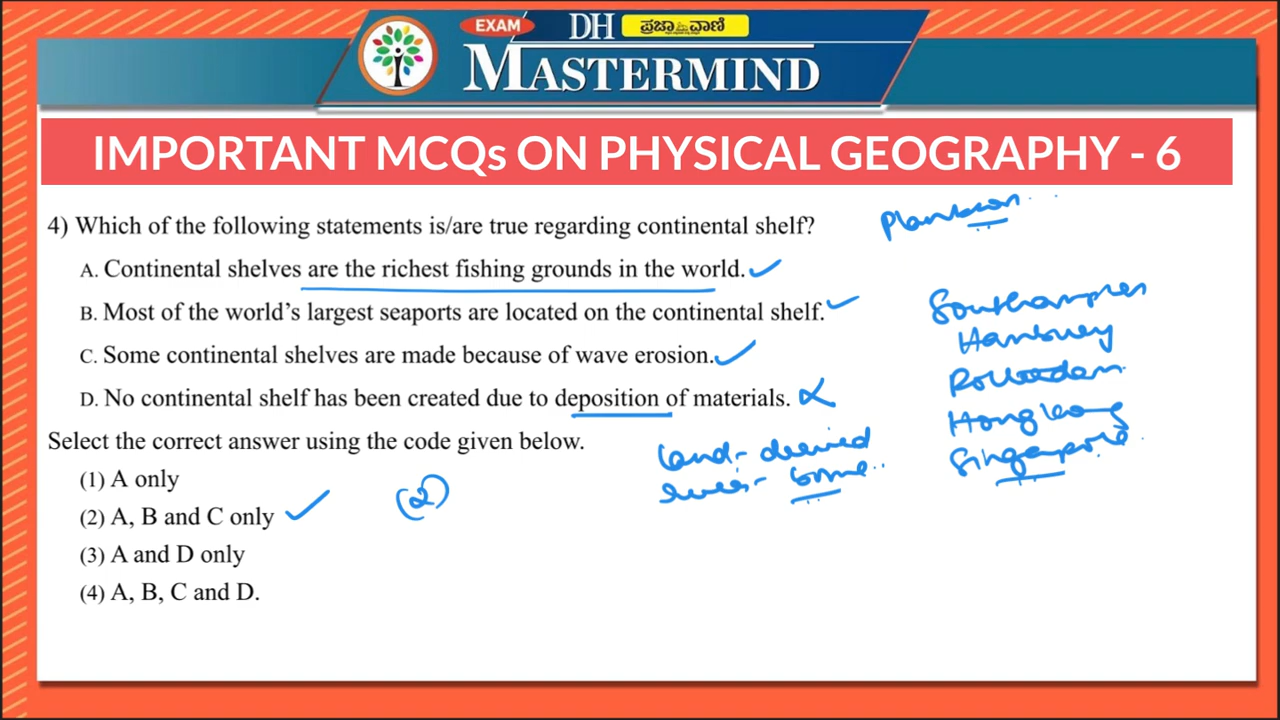 EXAM
DH ಪ್ರಜಾವಾಣಿ
MASTERMIND
IMPORTANT MCQs ON PHYSICAL GEOGRAPHY - 6
4) Which of the following statements is/are true regarding continental shelf?
Plankton
A. Continental shelves are the richest fishing grounds in the world.
B. Most of the world's largest seaports are located on the continental shelf.
Southampton
Hamburg
C. Some continental shelves are made because of wave erosion.
Rotterdam
D. No continental shelf has been created due to deposition of materials.
Hong Kong
Select the correct answer using the code given below.
land-derived
Singapore
(1) A only
river-borne
(2) A, B and C only
(2)
(3) A and D only
(4) A, B, C and D.